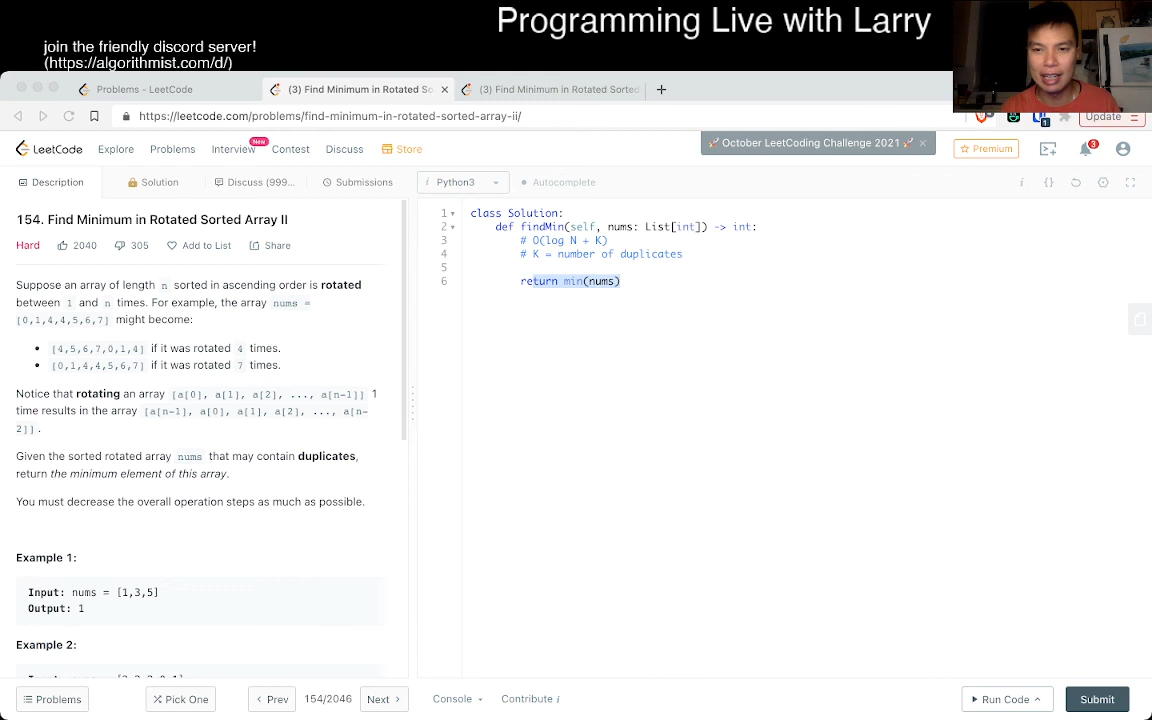 Programming Live with Larry
join the friendly discord server!
(https://algorithmist.com/d/)
Problems - LeetCode
(3) Find Minimum in Rotated So
(3) Find Minimum in Rotated Sorted
https://leetcode.com/problems/find-minimum-in-rotated-sorted-array-ii/
1
Update
LeetCode
Explore
Problems
Interview
New
Contest
Discuss
Store
October LeetCoding Challenge 2021
Premium
3
Description
Solution
Discuss (999...
Submissions
i Python3
Autocomplete
i
{}
154. Find Minimum in Rotated Sorted Array II
Hard
2040
305
Add to List
Share
Suppose an array of length n sorted in ascending order is rotated
between 1 and n times. For example, the array nums =
[0,1,4,4,5,6,7] might become:
• [4,5,6,7,0,1,4] if it was rotated 4 times.
• [0,1,4,4,5,6,7] if it was rotated 7 times.
Notice that rotating an array [a[0], a[1], a[2], ..., a[n-1]] 1
time results in the array [a[n-1], a[0], a[1], a[2], ..., a[n-
2]].
Given the sorted rotated array nums that may contain duplicates,
return the minimum element of this array.
You must decrease the overall operation steps as much as possible.
Example 1:
Input: nums = [1,3,5]
Output: 1
Example 2:
1 class Solution:
2 def findMin(self, nums: List[int]) -> int:
3 # O(log N + K)
4 # K = number of duplicates
5
6 return min(nums)
Problems
Pick One
Prev
154/2046
Next
Console
Contribute i
Run Code
Submit